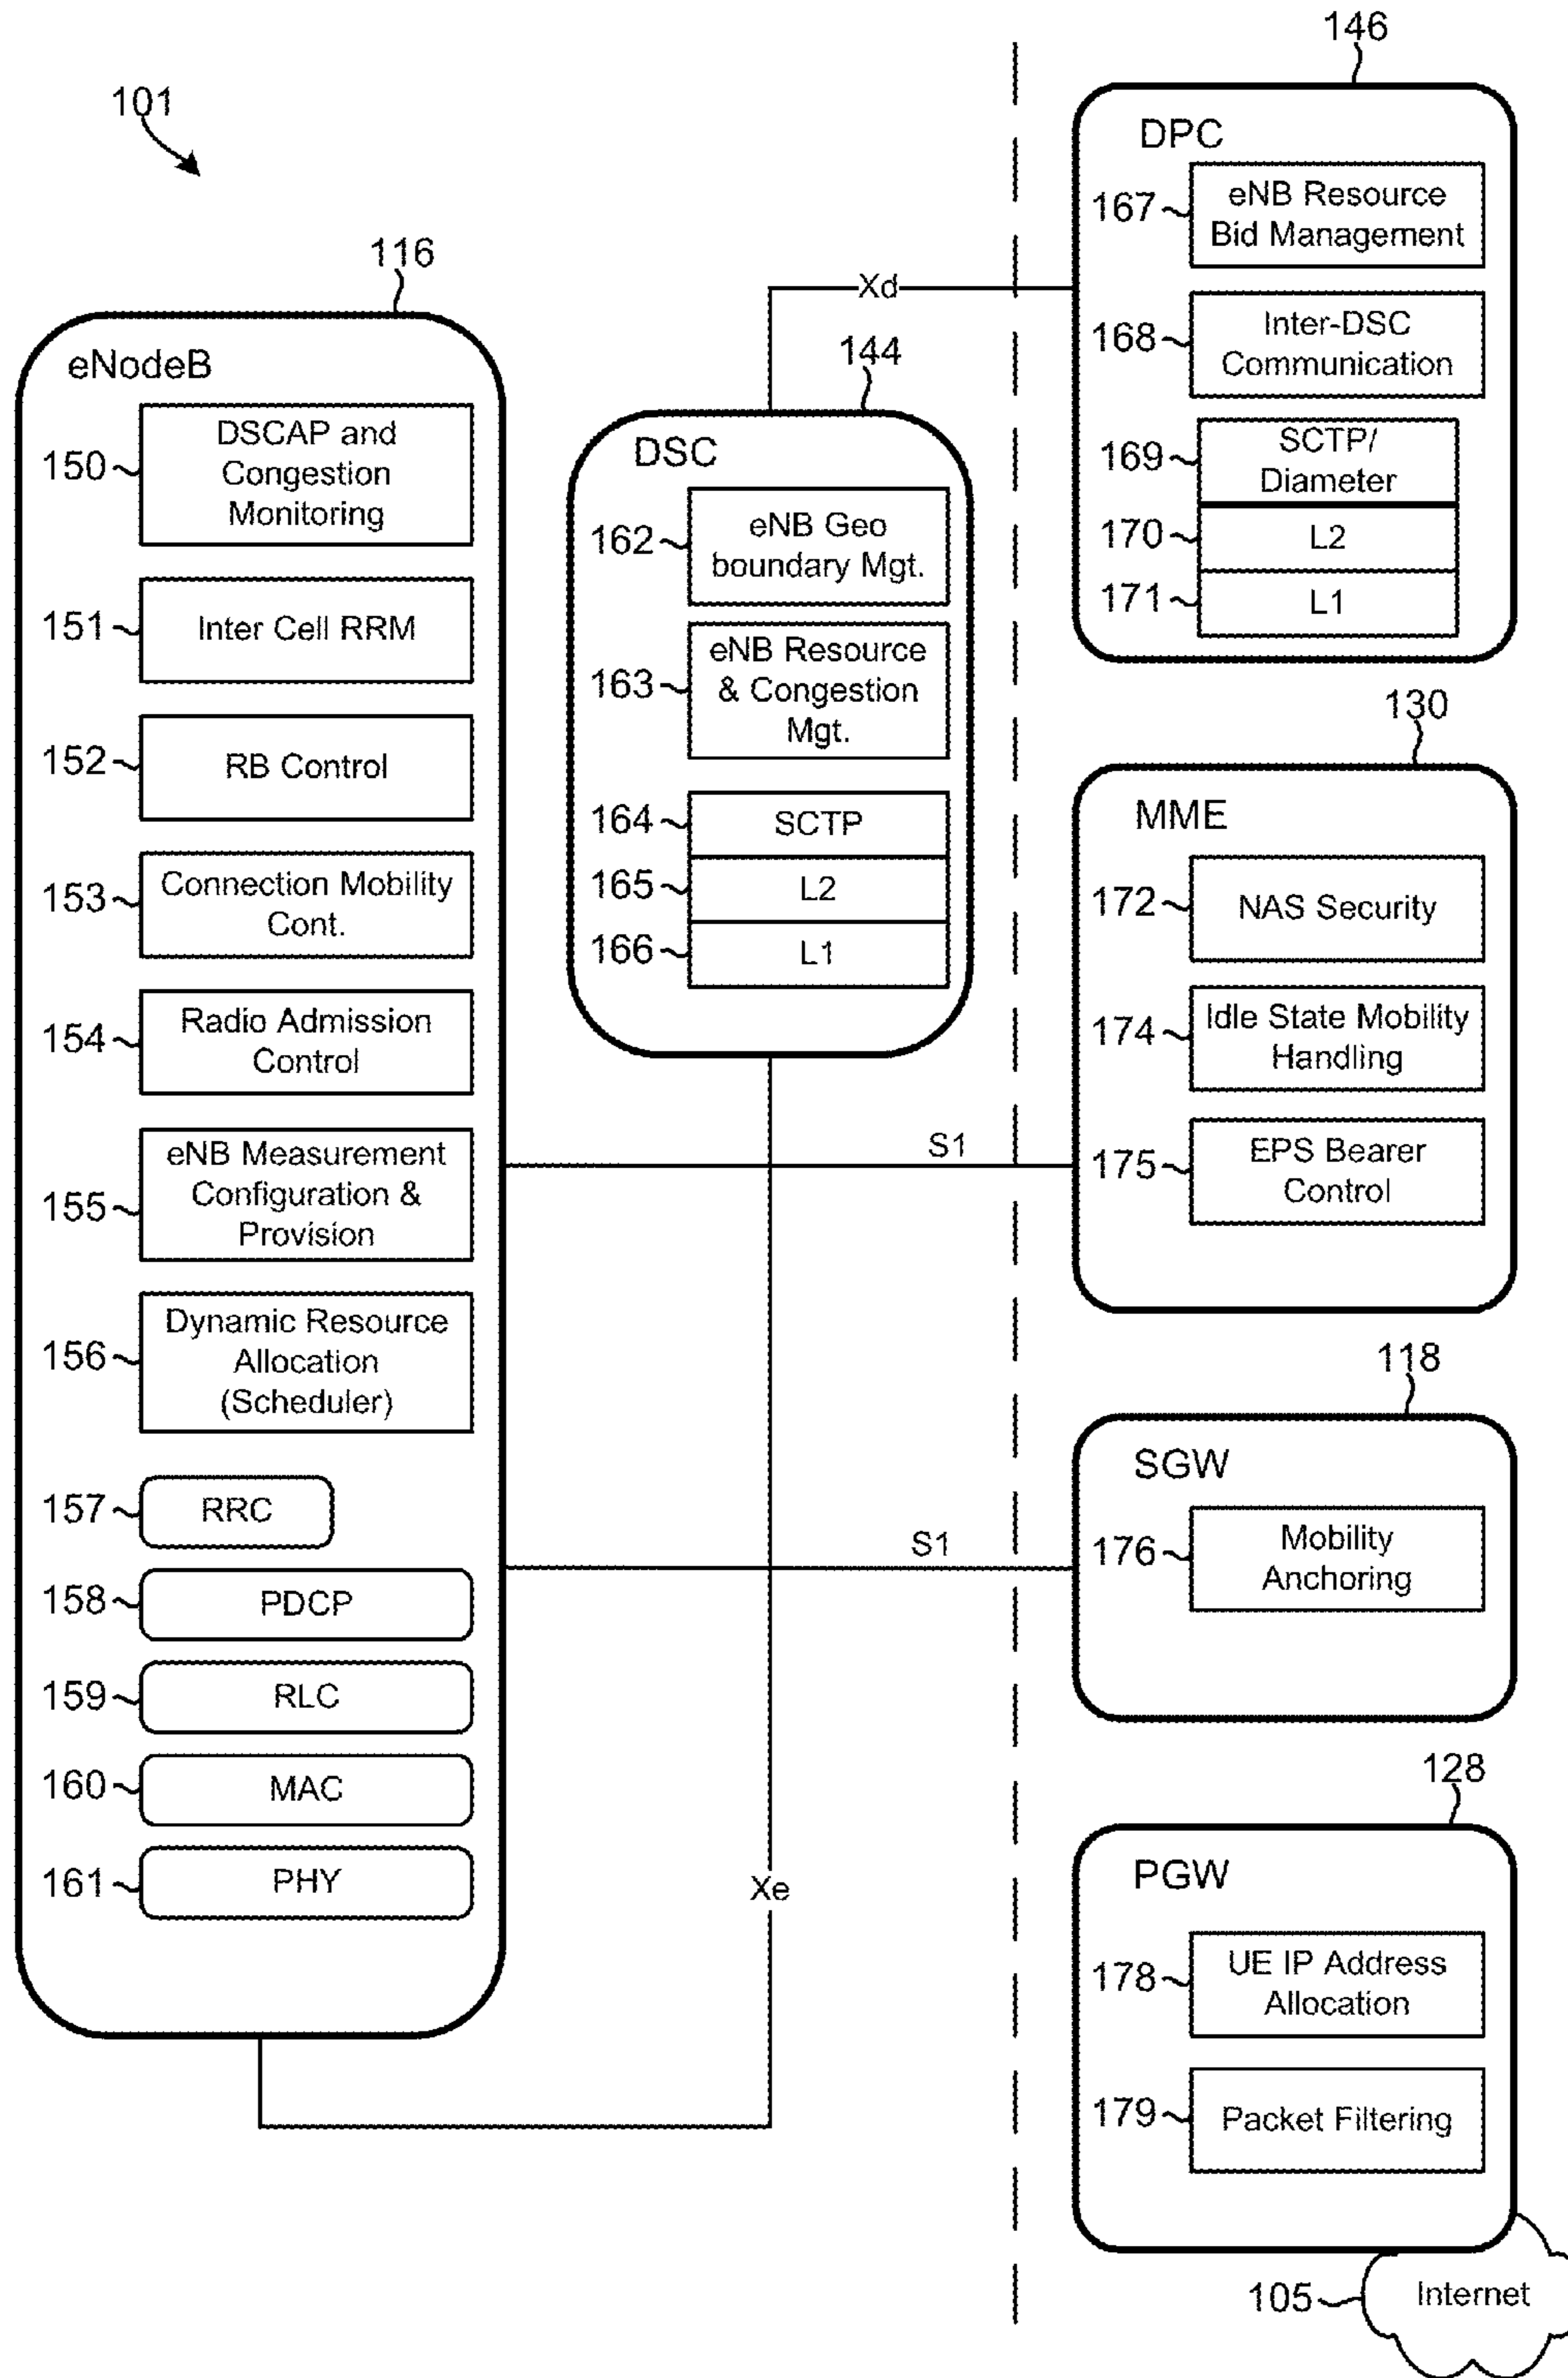 101
116
eNodeB
150
DSCAP and
Congestion
Monitoring
151
Inter Cell RRM
152
RB Control
153
Connection Mobility
Cont.
154
Radio Admission
Control
155
eNB Measurement
Configuration &
Provision
156
Dynamic Resource
Allocation
(Scheduler)
157
RRC
158
PDCP
159
RLC
160
MAC
161
PHY
144
DSC
162
eNB Geo
boundary Mgt.
163
eNB Resource
& Congestion
Mgt.
164
SCTP
165
L2
166
L1
Xd
S1
S1
Xe
146
DPC
167
eNB Resource
Bid Management
168
Inter-DSC
Communication
169
SCTP/
Diameter
170
L2
171
L1
130
MME
172
NAS Security
174
Idle State Mobility
Handling
175
EPS Bearer
Control
118
SGW
176
Mobility
Anchoring
128
PGW
178
UE IP Address
Allocation
179
Packet Filtering
105
Internet